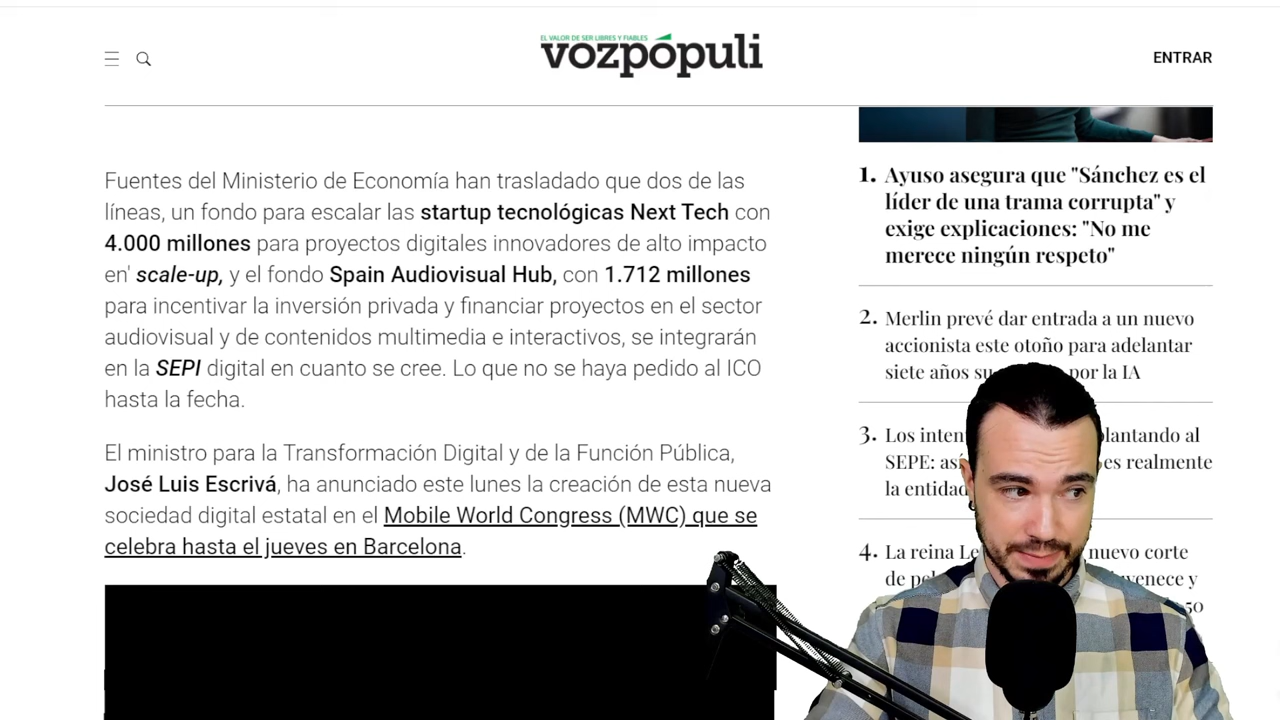 EL VALOR DE SER LIBRES Y FIABLES
vozpópuli
ENTRAR
Fuentes del Ministerio de Economía han trasladado que dos de las
líneas, un fondo para escalar las startup tecnológicas Next Tech con
4.000 millones para proyectos digitales innovadores de alto impacto
en' scale-up, y el fondo Spain Audiovisual Hub, con 1.712 millones
para incentivar la inversión privada y financiar proyectos en el sector
audiovisual y de contenidos multimedia e interactivos, se integrarán
en la SEPI digital en cuanto se cree. Lo que no se haya pedido al ICO
hasta la fecha.
El ministro para la Transformación Digital y de la Función Pública,
José Luis Escrivá, ha anunciado este lunes la creación de esta nueva
sociedad digital estatal en el Mobile World Congress (MWC) que se
celebra hasta el jueves en Barcelona.
1. Ayuso asegura que "Sánchez es el
líder de una trama corrupta" y
exige explicaciones: "No me
merece ningún respeto"
2. Merlin prevé dar entrada a un nuevo
accionista este otoño para adelantar
siete años por la IA
3. Los plantando al
SEPE: es realmente
la entidad
4. La reina nuevo corte
de y
50